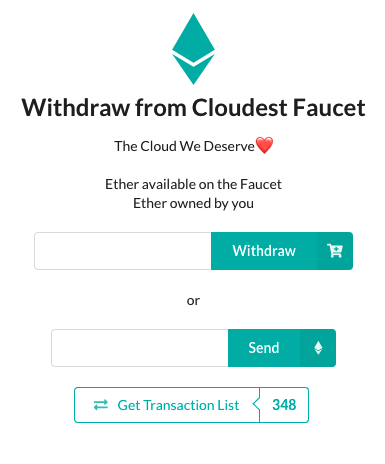 Withdraw from Cloudest Faucet
The Cloud We Deserve❤️
Ether available on the Faucet
Ether owned by you
Withdraw
or
Send
Get Transaction List 348